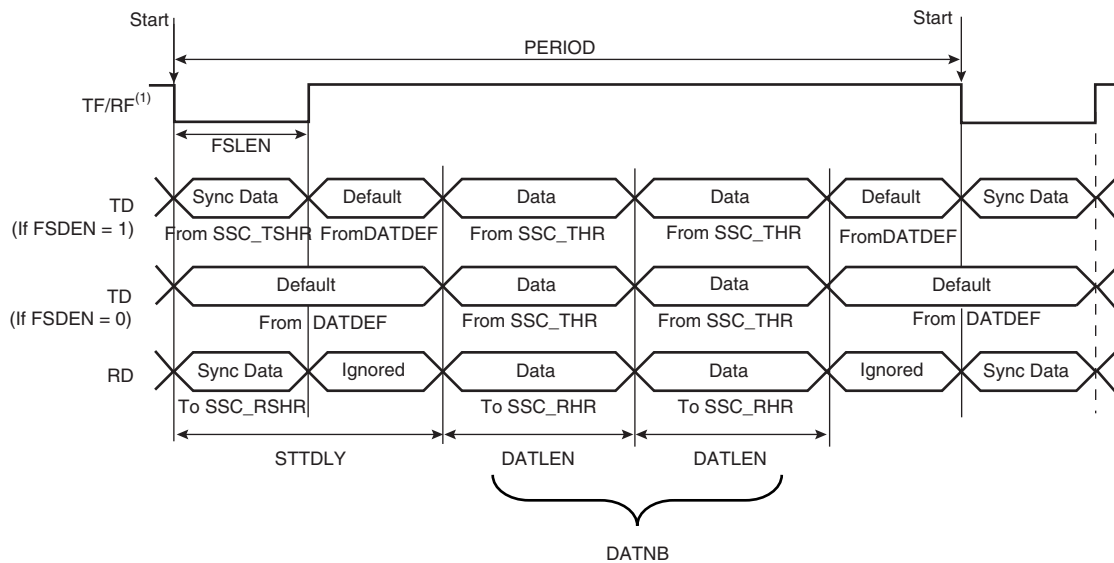 Start
Start
PERIOD
TF/RF(1)
FSLEN
TD
(If FSDEN = 1)
Sync Data
Default
Data
Data
Default
Sync Data
From SSC_TSHR
FromDATDEF
From SSC_THR
From SSC_THR
FromDATDEF
TD
(If FSDEN = 0)
Default
Data
Data
Default
From DATDEF
From SSC_THR
From SSC_THR
From DATDEF
RD
Sync Data
Ignored
Data
Data
Ignored
Sync Data
To SSC_RSHR
To SSC_RHR
To SSC_RHR
STTDLY
DATLEN
DATLEN
DATNB